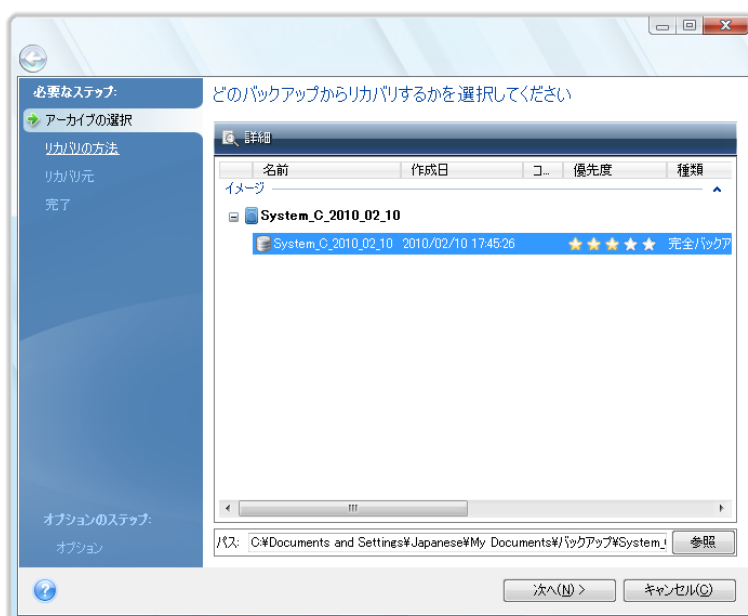 必要なステップ:
アーカイブの選択
リカバリの方法
リカバリ元
完了
オプションのステップ:
オプション
どのバックアップからリカバリするかを選択してください
詳細
名前 作成日 コ... 優先度 種類
イメージ
System_C_2010_02_10
System_C_2010_02_10 2010/02/10 17:45:26 完全バックア
パス: C:¥Documents and Settings¥Japanese¥My Documents¥バックアップ¥System_ 参照
次へ(N) > キャンセル(C)